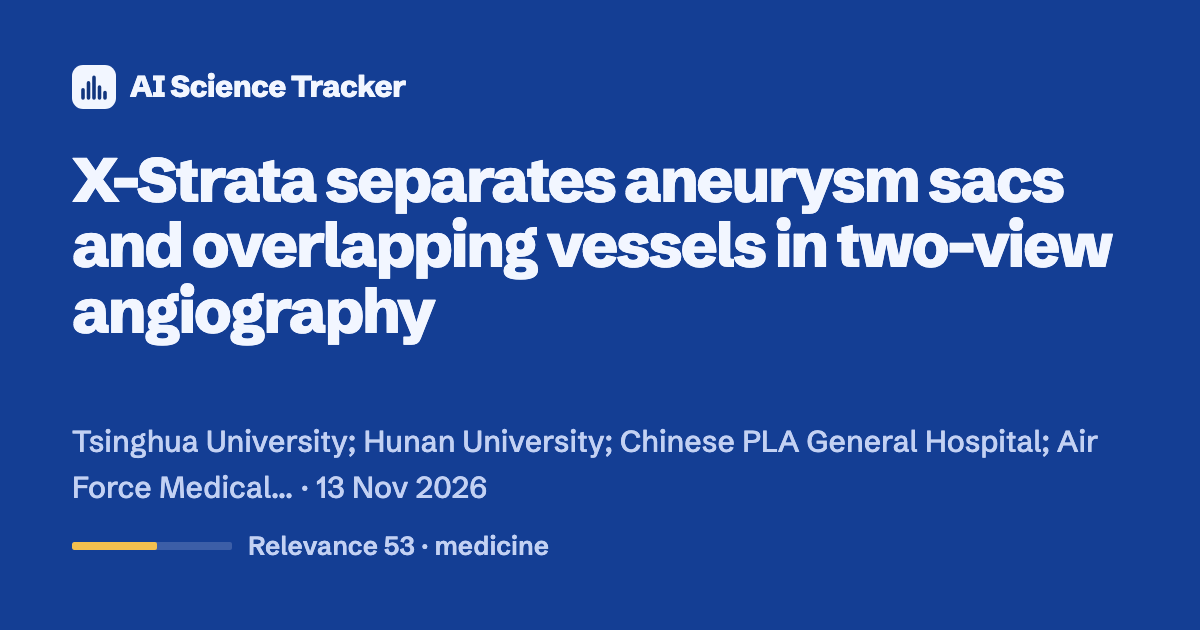 AI Science Tracker
X-Strata separates aneurysm sacs
and overlapping vessels in two-view
angiography
Tsinghua University; Hunan University; Chinese PLA General Hospital; Air
Force Medical... · 13 Nov 2026
Relevance 53 · medicine